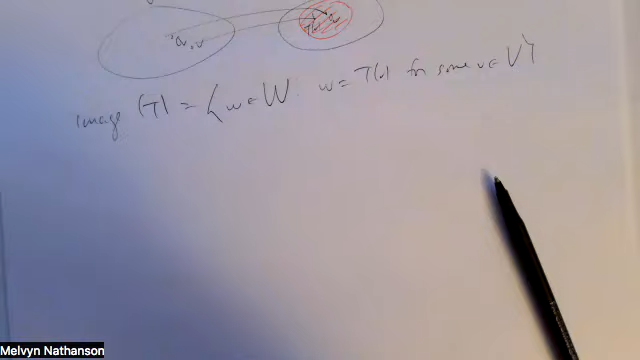 image (T) = { w ∈ W : w = T(v) for some v ∈ V }
Melvyn Nathanson